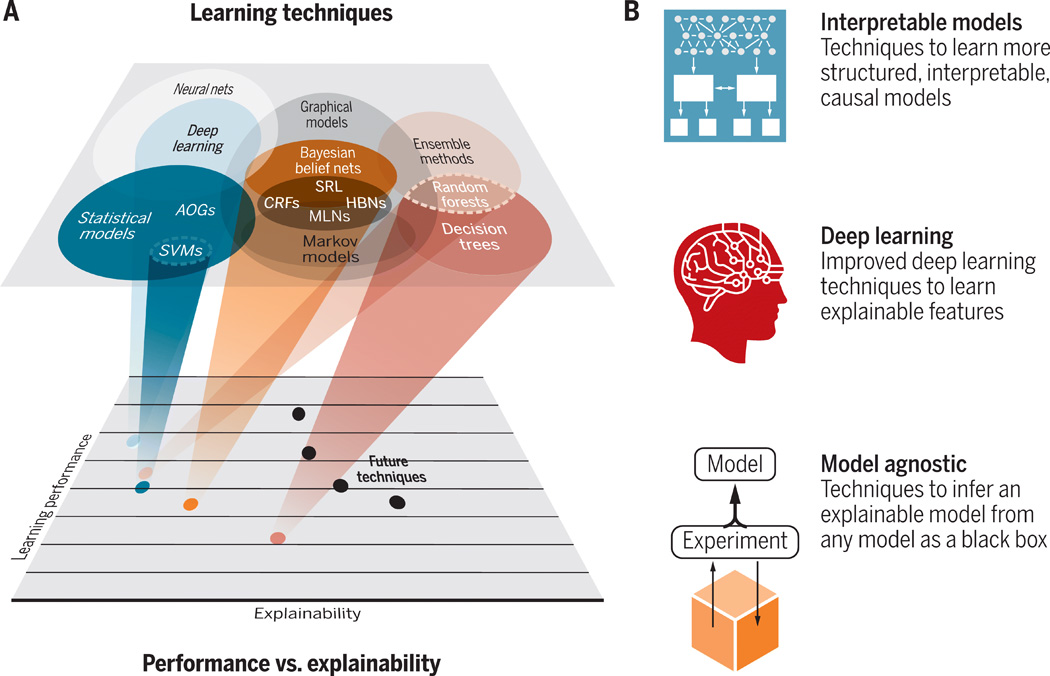 A
Learning techniques
Neural nets
Deep
learning
Graphical
models
Ensemble
methods
Bayesian
belief nets
SRL
CRFs
HBNs
MLNs
Random
forests
Statistical
models
AOGs
SVMs
Markov
models
Decision
trees
Learning performance
Future
techniques
Explainability
Performance vs. explainability
B
Interpretable models
Techniques to learn more
structured, interpretable,
causal models
Deep learning
Improved deep learning
techniques to learn
explainable features
Model
Experiment
Model agnostic
Techniques to infer an
explainable model from
any model as a black box